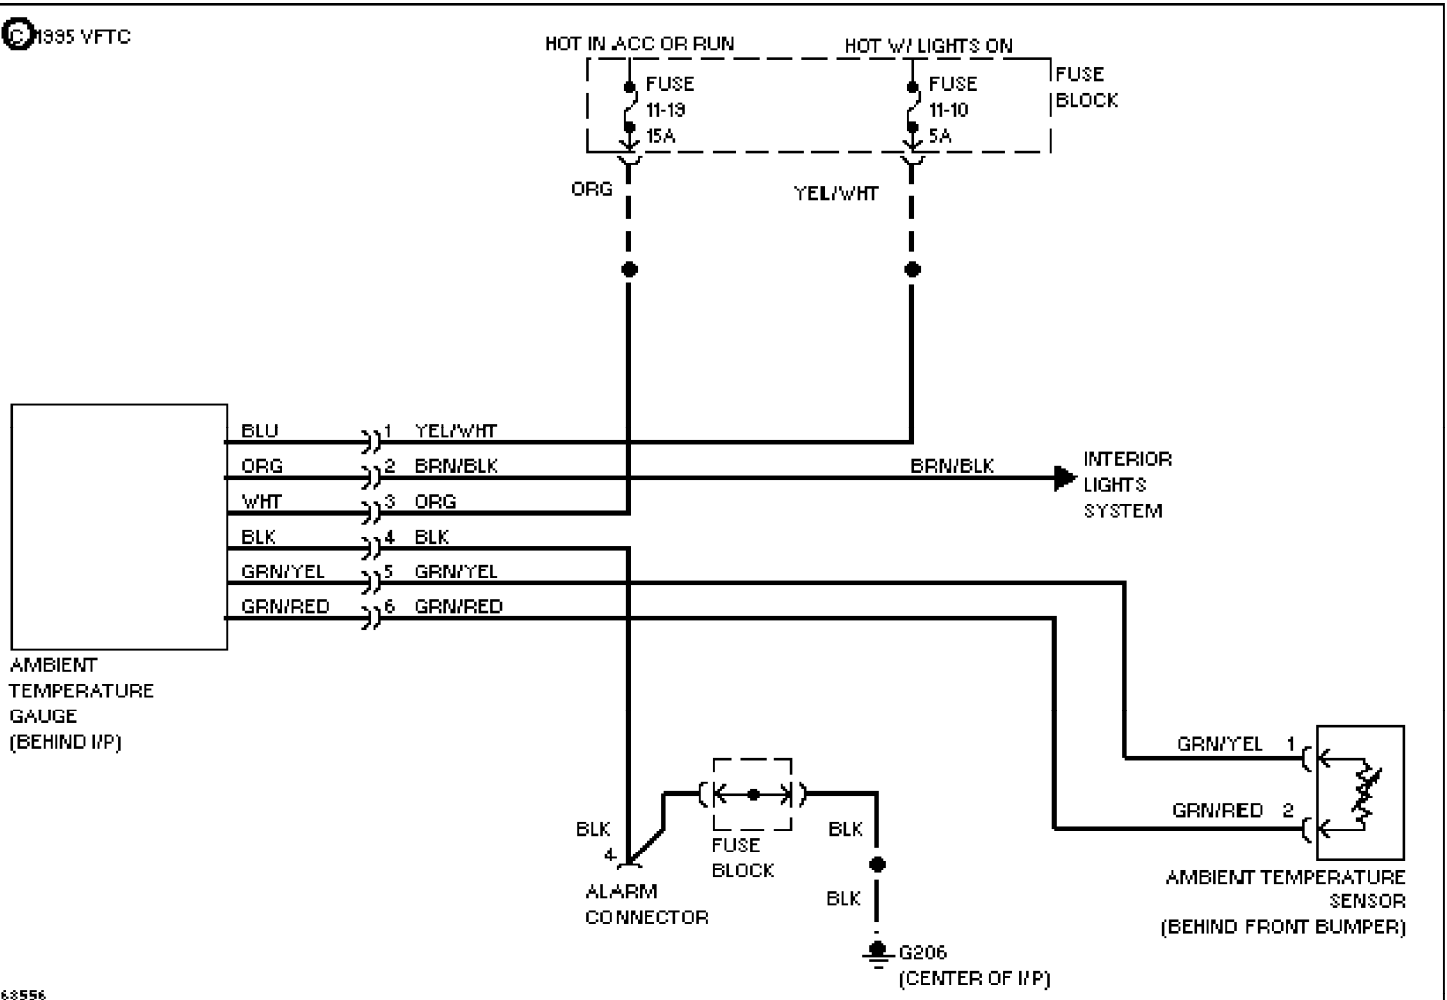 © 1995 VFTC
HOT IN ACC OR RUN
HOT W/ LIGHTS ON
FUSE
11-19
15A
FUSE
11-10
5A
FUSE
BLOCK
ORG
YEL/WHT
BLU 1 YEL/WHT
ORG 2 BRN/BLK
BRN/BLK
INTERIOR
LIGHTS
SYSTEM
WHT 3 ORG
BLK 4 BLK
GRN/YEL 5 GRN/YEL
GRN/RED 6 GRN/RED
AMBIENT
TEMPERATURE
GAUGE
(BEHIND I/P)
GRN/YEL 1
GRN/RED 2
AMBIENT TEMPERATURE
SENSOR
(BEHIND FRONT BUMPER)
BLK
4
ALARM
CONNECTOR
FUSE
BLOCK
BLK
BLK
G206
(CENTER OF I/P)
68556